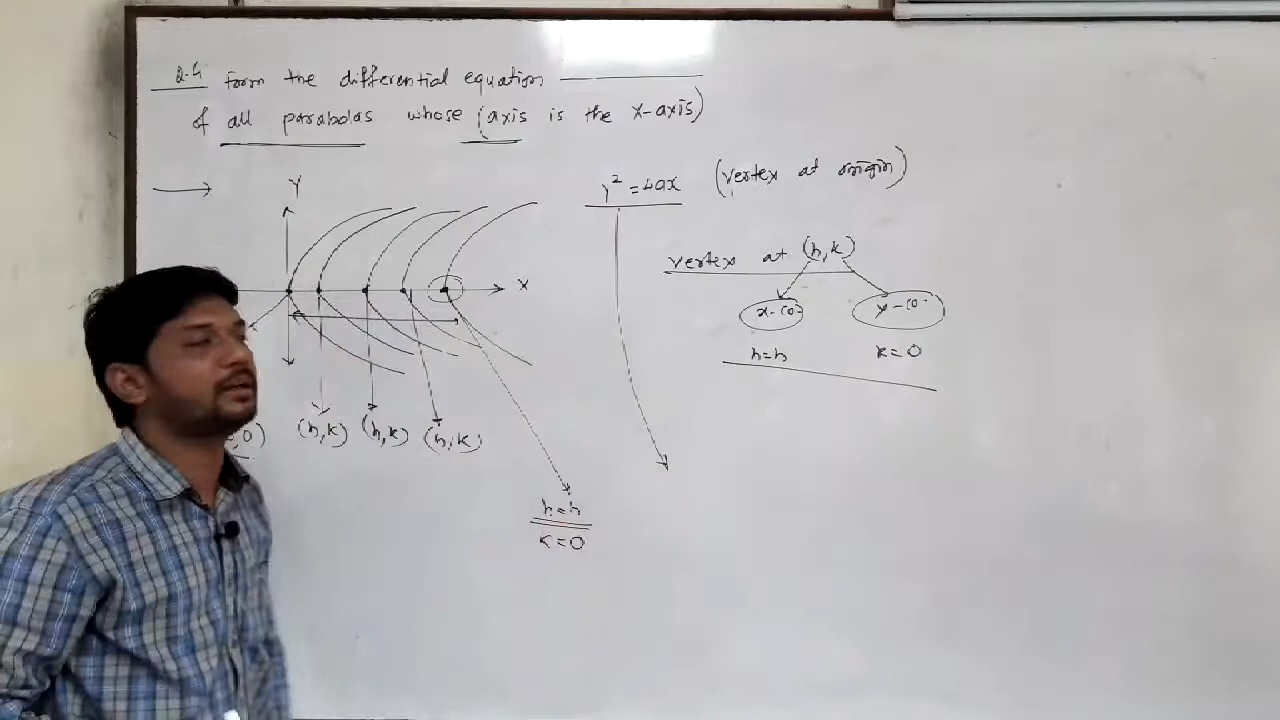 Q.4 form the differential equation
of all parabolas whose (axis is the x-axis)
Y
X
y² = 4ax (vertex at origin)
vertex at (h,k)
x-co- y-co-
h=h k=0
,0) (h,k) (h,k) (h,k)
h=h
k=0